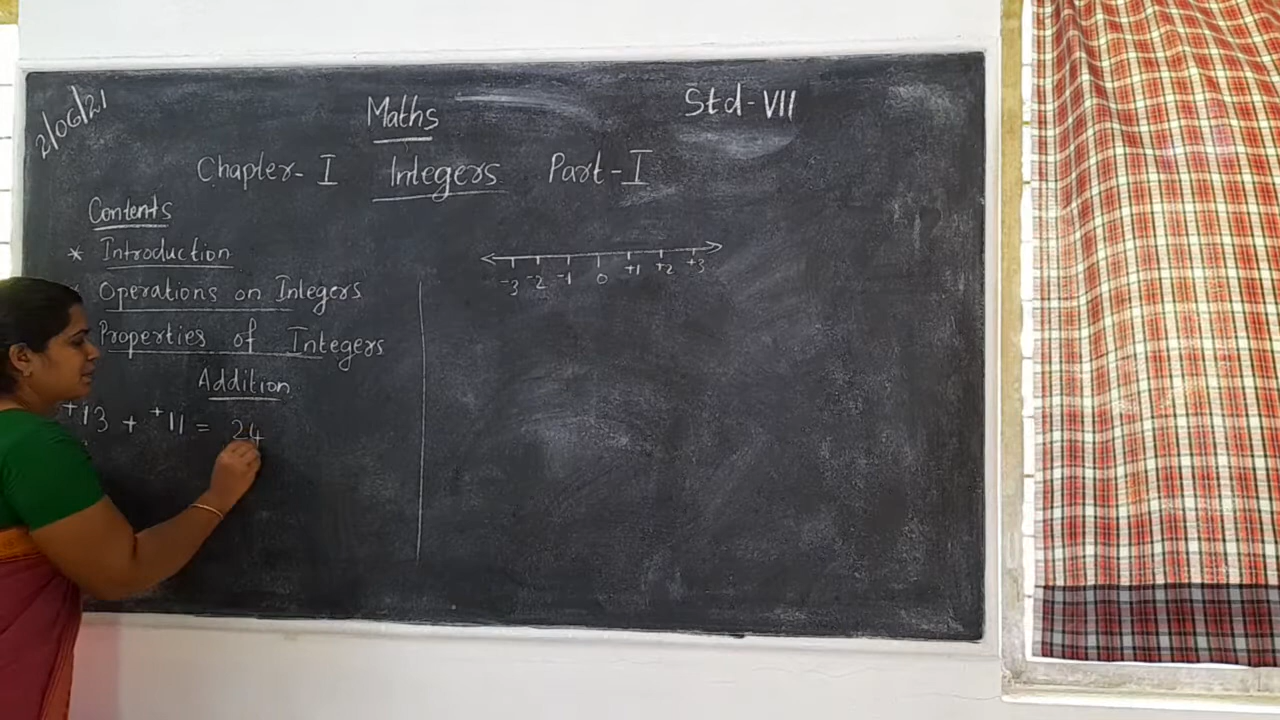 2/06/21
Maths
Std-VII
Chapter-I Integers Part-I
Contents
* Introduction
Operations on Integers
Properties of Integers
Addition
+13 + +11 = 24
-3 -2 -1 0 +1 +2 +3